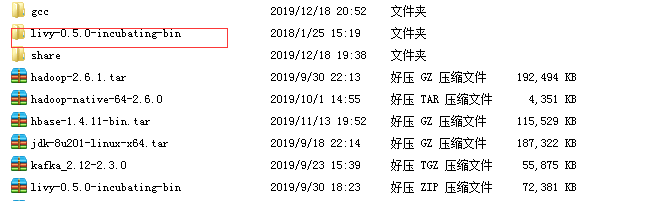 gcc 2019/12/18 20:52 文件夹
livy-0.5.0-incubating-bin 2018/1/25 15:19 文件夹
share 2019/12/18 19:38 文件夹
hadoop-2.6.1.tar 2019/9/30 22:13 好压 GZ 压缩文件 192,494 KB
hadoop-native-64-2.6.0 2019/10/1 14:55 好压 TAR 压缩文件 4,351 KB
hbase-1.4.11-bin.tar 2019/11/13 19:52 好压 GZ 压缩文件 115,529 KB
jdk-8u201-linux-x64.tar 2019/9/18 22:14 好压 GZ 压缩文件 187,322 KB
kafka_2.12-2.3.0 2019/9/23 15:39 好压 TGZ 压缩文件 55,875 KB
livy-0.5.0-incubating-bin 2019/9/30 18:23 好压 ZIP 压缩文件 72,381 KB